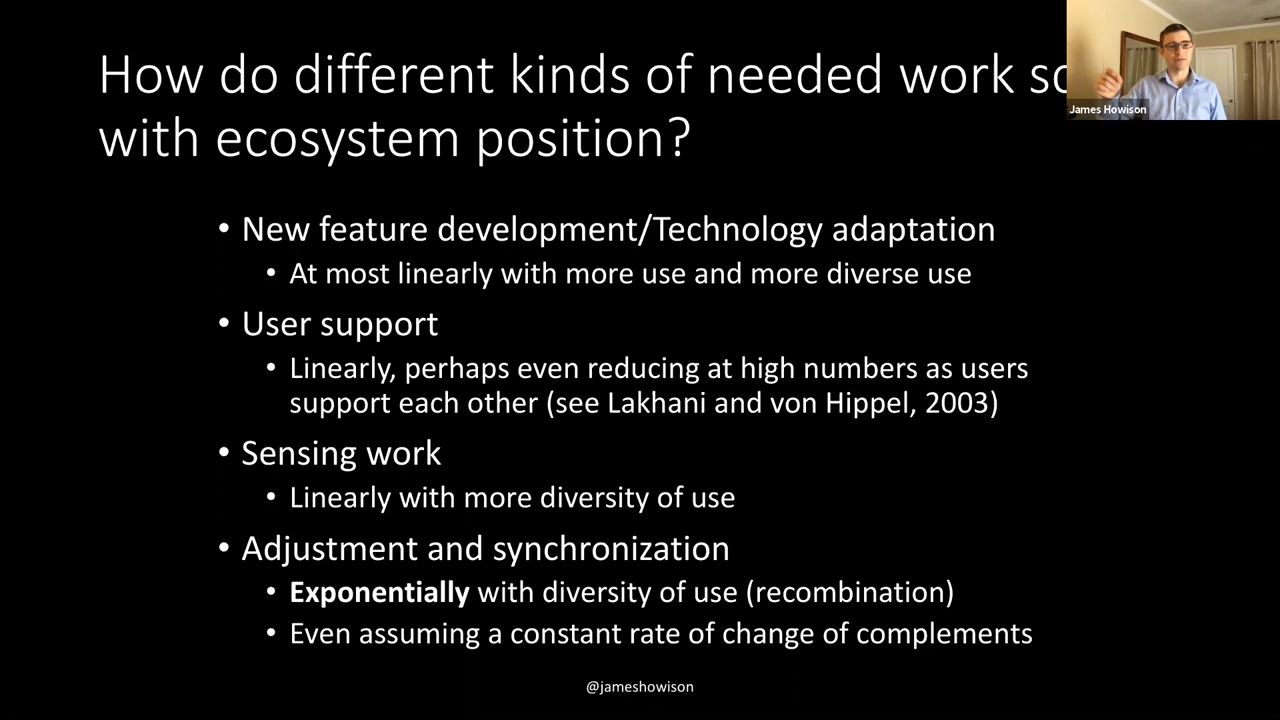 How do different kinds of needed work
with ecosystem position?
James Howison
• New feature development/Technology adaptation
• At most linearly with more use and more diverse use
• User support
• Linearly, perhaps even reducing at high numbers as users
support each other (see Lakhani and von Hippel, 2003)
• Sensing work
• Linearly with more diversity of use
• Adjustment and synchronization
• Exponentially with diversity of use (recombination)
• Even assuming a constant rate of change of complements
@jameshowison